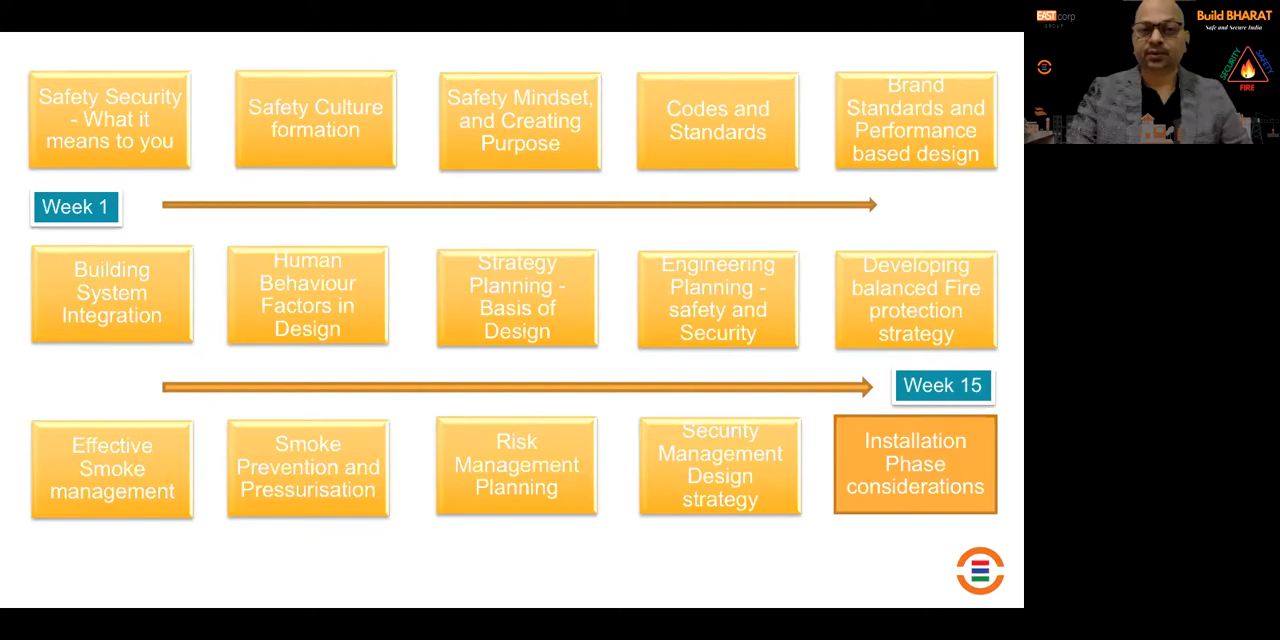 Safety Security
- What it
means to you
Safety Culture
formation
Safety Mindset,
and Creating
Purpose
Codes and
Standards
Brand
Standards and
Performance
based design
Week 1
Building
System
Integration
Human
Behaviour
Factors in
Design
Strategy
Planning -
Basis of
Design
Engineering
Planning -
safety and
Security
Developing
balanced Fire
protection
strategy
Week 15
Effective
Smoke
management
Smoke
Prevention and
Pressurisation
Risk
Management
Planning
Security
Management
Design
strategy
Installation
Phase
considerations
EAST corp
GROUP
Build BHARAT
Safe and Secure India
SECURITY
SAFETY
FIRE